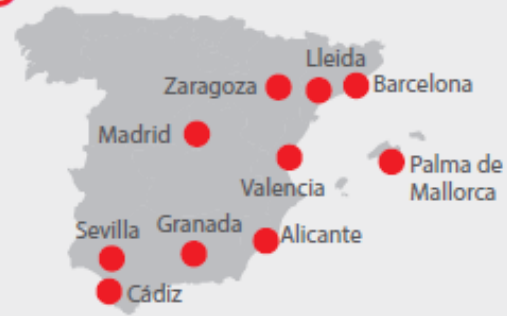 Lleida
Zaragoza
Barcelona
Madrid
Palma de
Mallorca
Valencia
Sevilla
Granada
Alicante
Cádiz